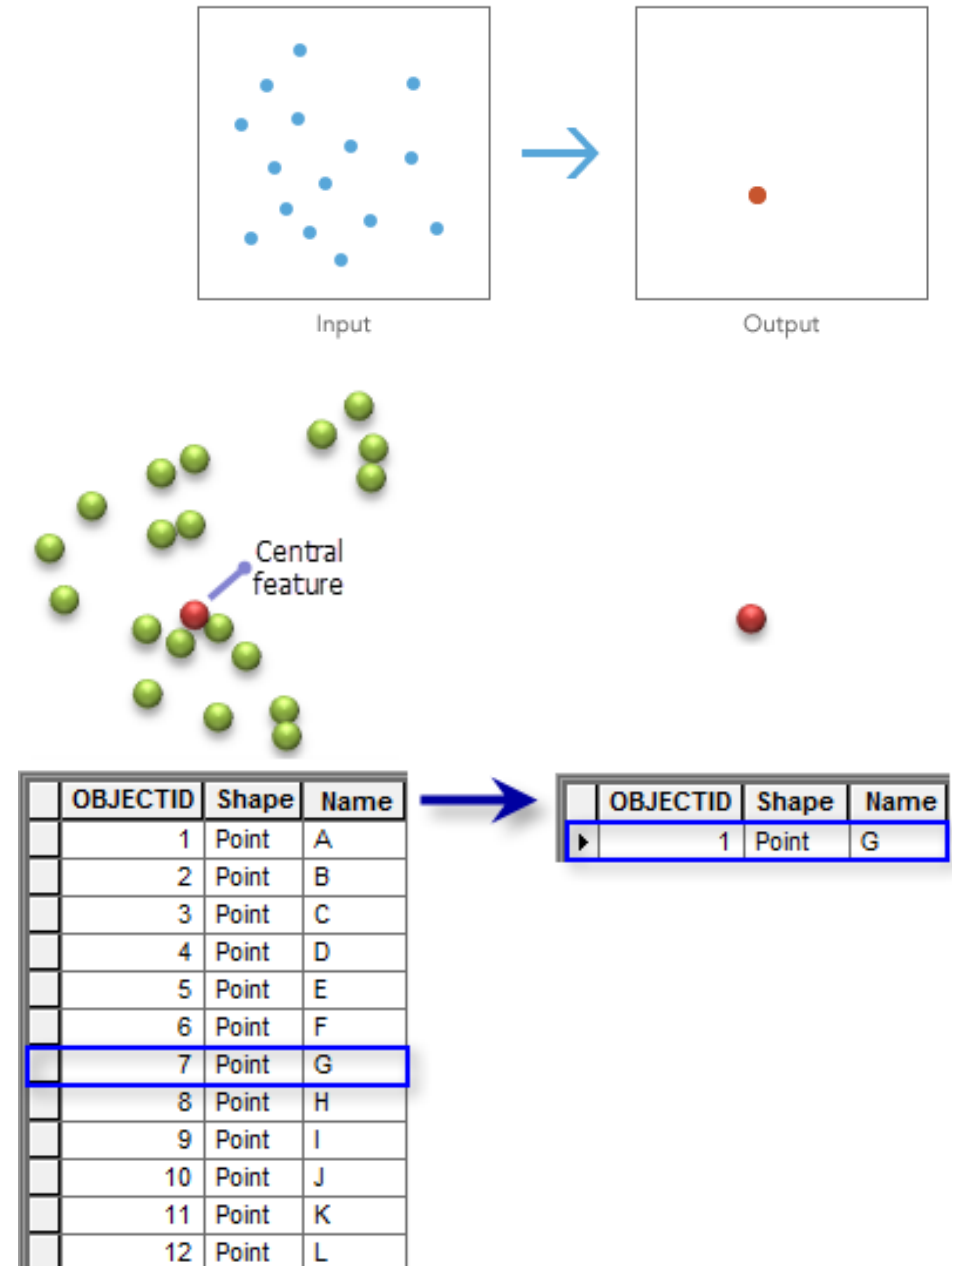 Input
Output
Central
feature
OBJECTID Shape Name
1 Point A
2 Point B
3 Point C
4 Point D
5 Point E
6 Point F
7 Point G
8 Point H
9 Point I
10 Point J
11 Point K
12 Point L
OBJECTID Shape Name
1 Point G